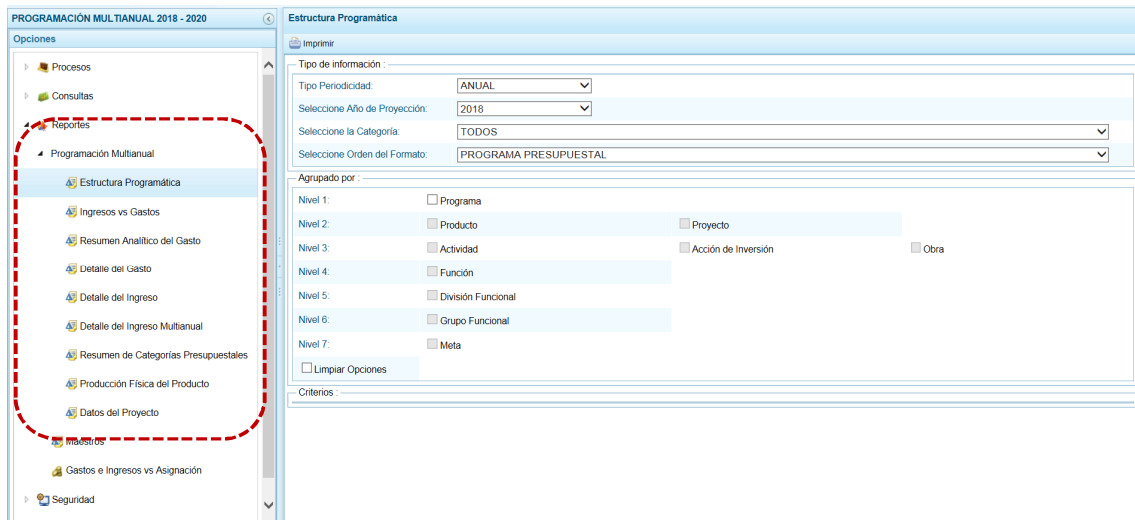 PROGRAMACIÓN MULTIANUAL 2018 - 2020
Opciones
Procesos
Consultas
Reportes
Programación Multianual
Estructura Programática
Ingresos vs Gastos
Resumen Analítico del Gasto
Detalle del Gasto
Detalle del Ingreso
Detalle del Ingreso Multianual
Resumen de Categorías Presupuestales
Producción Física del Producto
Datos del Proyecto
Maestros
Gastos e Ingresos vs Asignación
Seguridad
Estructura Programática
Imprimir
Tipo de información :
Tipo Periodicidad: ANUAL
Seleccione Año de Proyección: 2018
Seleccione la Categoría: TODOS
Seleccione Orden del Formato: PROGRAMA PRESUPUESTAL
Agrupado por :
Nivel 1: Programa
Nivel 2: Producto Proyecto
Nivel 3: Actividad Acción de Inversión Obra
Nivel 4: Función
Nivel 5: División Funcional
Nivel 6: Grupo Funcional
Nivel 7: Meta
Limpiar Opciones
Criterios :